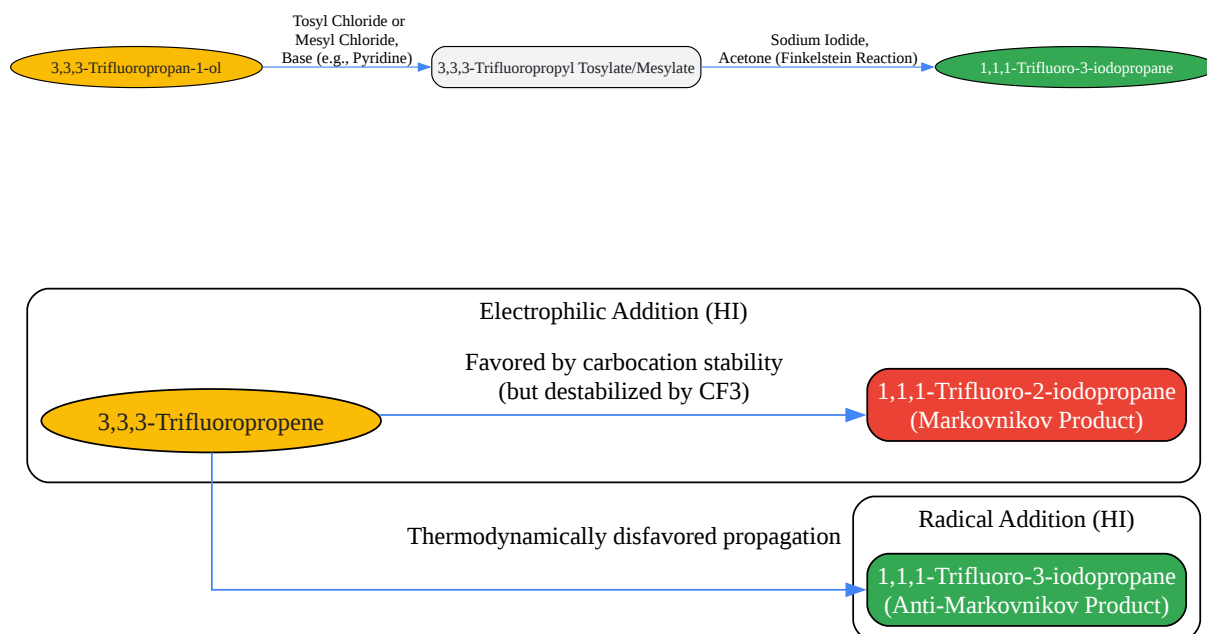 Tosyl Chloride or
Mesyl Chloride,
Base (e.g., Pyridine)
Sodium Iodide,
Acetone (Finkelstein Reaction)
3,3,3-Trifluoropropan-1-ol
3,3,3-Trifluoropropyl Tosylate/Mesylate
1,1,1-Trifluoro-3-iodopropane
Electrophilic Addition (HI)
Favored by carbocation stability
(but destabilized by CF3)
3,3,3-Trifluoropropene
1,1,1-Trifluoro-2-iodopropane
(Markovnikov Product)
Thermodynamically disfavored propagation
Radical Addition (HI)
1,1,1-Trifluoro-3-iodopropane
(Anti-Markovnikov Product)